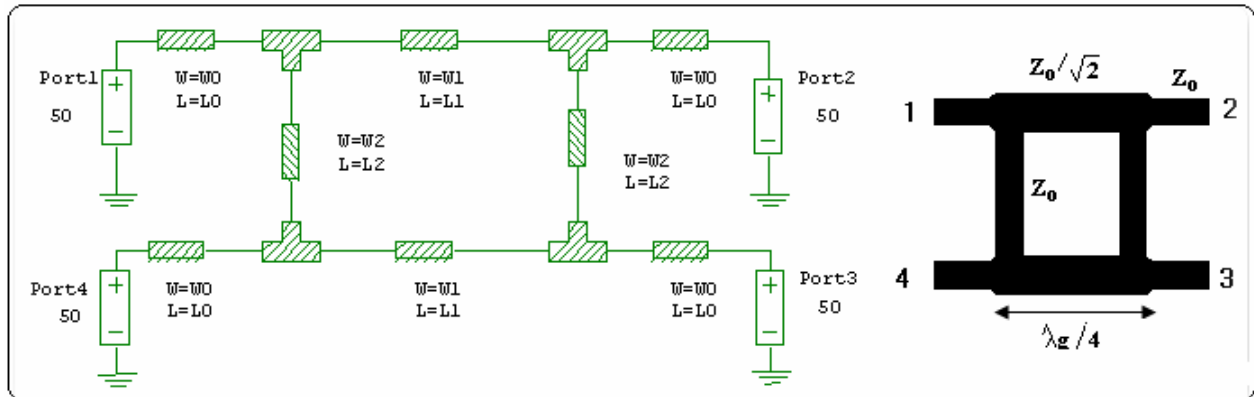 Port1
50
W=W0
L=L0
W=W1
L=L1
W=W0
L=L0
Port2
50
W=W2
L=L2
W=W2
L=L2
Port4
50
W=W0
L=L0
W=W1
L=L1
W=W0
L=L0
Port3
50
Z₀/√2
Z₀
1
2
Z₀
4
3
λg/4